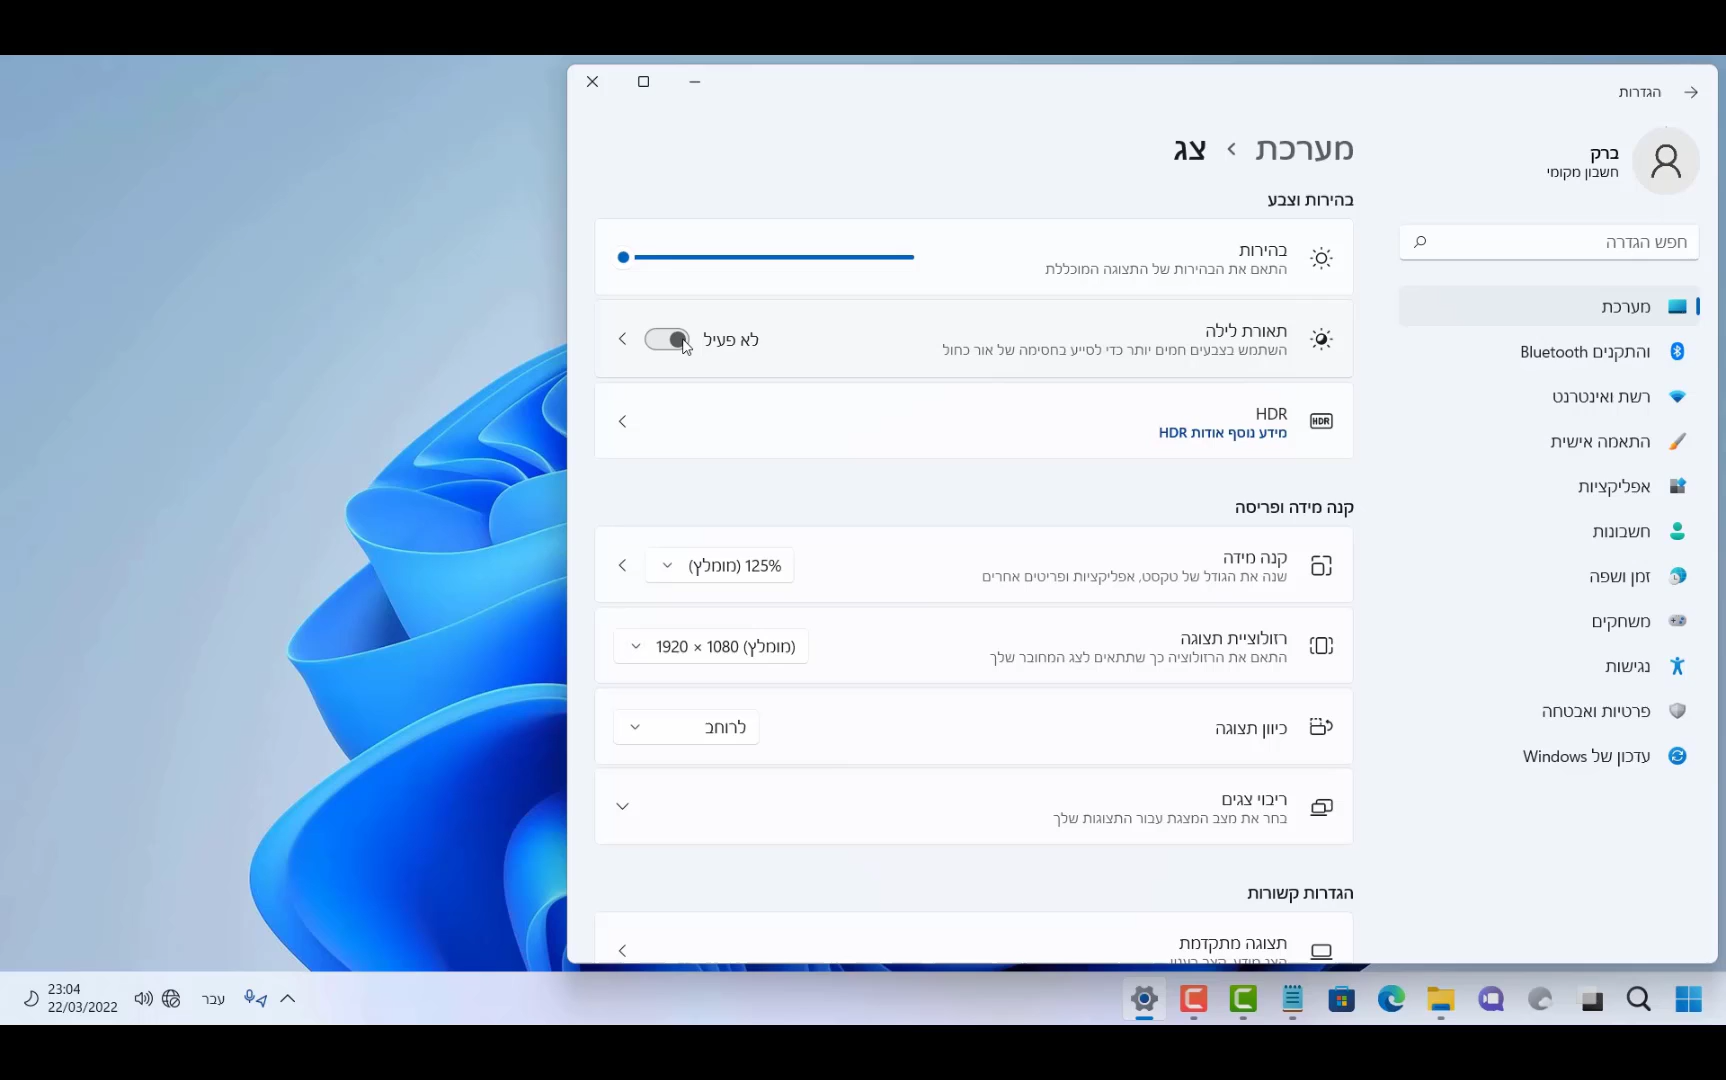 הגדרות
ברק
חשבון מקומי
חפש הגדרה
מערכת
והתקנים Bluetooth
רשת ואינטרנט
התאמה אישית
אפליקציות
חשבונות
זמן ושפה
משחקים
נגישות
פרטיות ואבטחה
עדכון של Windows
מערכת › צג
בהירות וצבע
בהירות
התאם את הבהירות של התצוגה המוכללת
תאורת לילה
השתמש בצבעים חמים יותר כדי לסייע בחסימה של אור כחול
לא פעיל
HDR
מידע נוסף אודות HDR
HDR
קנה מידה ופריסה
קנה מידה
שנה את הגודל של טקסט, אפליקציות ופריטים אחרים
125% (מומלץ)
רזולוציית תצוגה
התאם את הרזולוציה כך שתתאים לצג המחובר שלך
1920 × 1080 (מומלץ)
כיוון תצוגה
לרוחב
ריבוי צגים
בחר את מצב המצגת עבור התצוגות שלך
הגדרות קשורות
תצוגה מתקדמת
עבר
23:04
22/03/2022